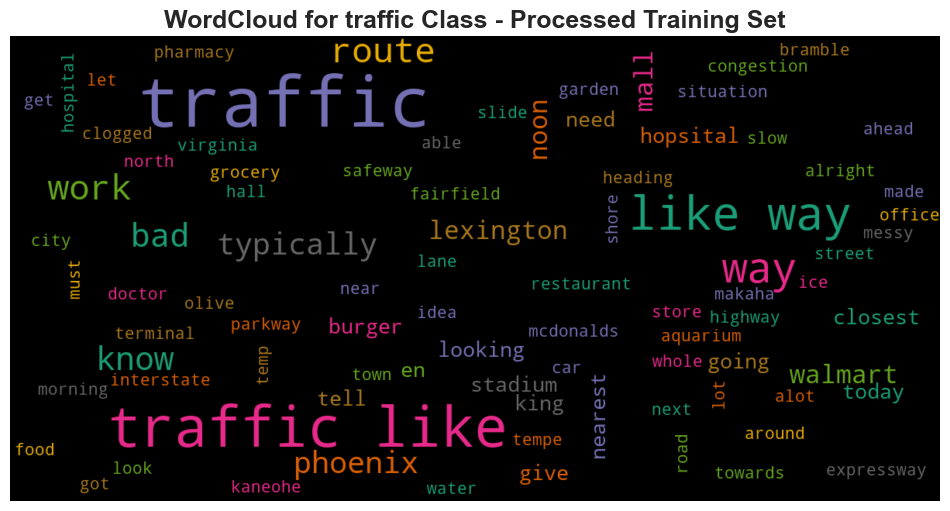 WordCloud for traffic Class - Processed Training Set
pharmacy
route
bramble
hospital
let
traffic
mall
congestion
get
slide
garden
situation
clogged
virginia
able
noon
need
hopsital
slow
ahead
north
grocery
safeway
alright
work
hall
fairfield
heading
made
like way
office
shore
messy
city
bad
typically
lexington
street
must
lane
way
ice
doctor
near
restaurant
makaha
olive
idea
store
highway
closest
terminal
parkway
burger
mcdonalds
aquarium
know
temp
looking
car
whole
going
walmart
morning
interstate
town
en
stadium
nearest
lot
alot
today
tell
king
next
traffic like
tempe
around
food
road
look
phoenix
give
towards
expressway
got
kaneohe
water